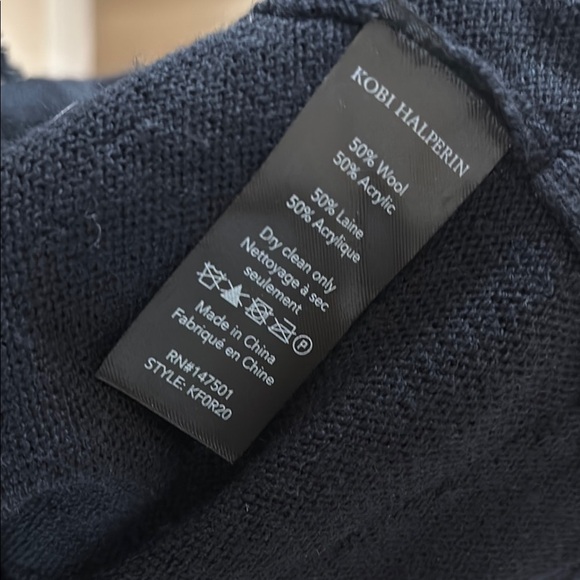 KOBI HALPERIN
50% Wool
50% Acrylic
50% Laine
50% Acrylique
Dry clean only
Nettoyage à sec
seulement
P
Made in China
Fabriqué en Chine
RN#147501
STYLE: KF0R20